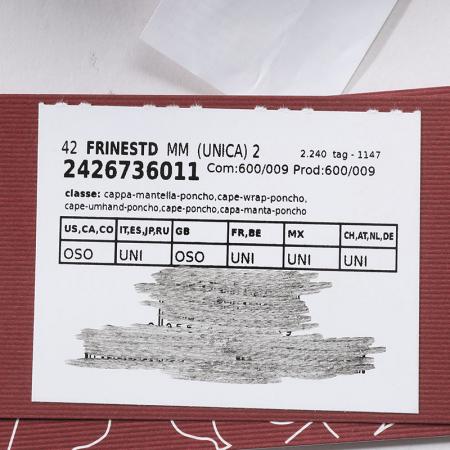 42 FRINESTD MM (UNICA) 2 2.240 tag - 1147
2426736011 Com:600/009 Prod:600/009
classe: cappa-mantella-poncho,cape-wrap-poncho,
cape-umhand-poncho,cape-poncho,capa-manta-poncho
US,CA,CO IT,ES,JP,RU GB FR,BE MX CH,AT,NL,DE
OSO UNI OSO UNI UNI UNI